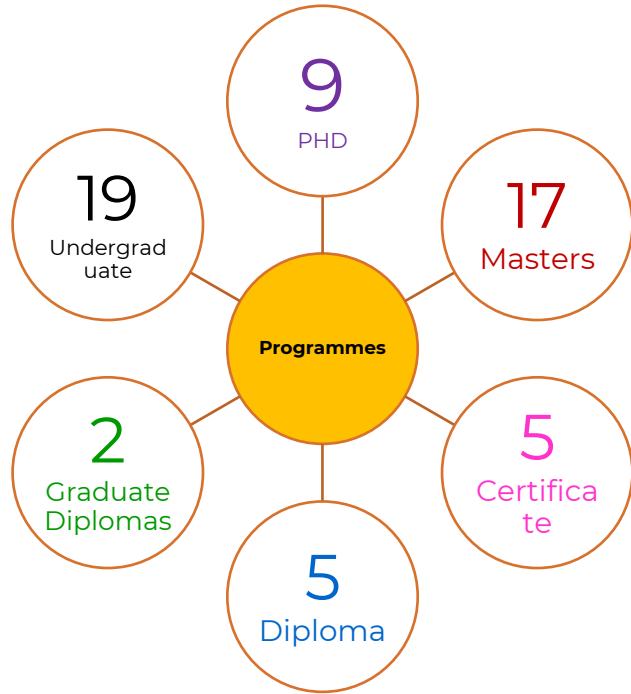 9
PHD
17
Masters
5
Certifica
te
5
Diploma
2
Graduate
Diplomas
19
Undergrad
uate
Programmes